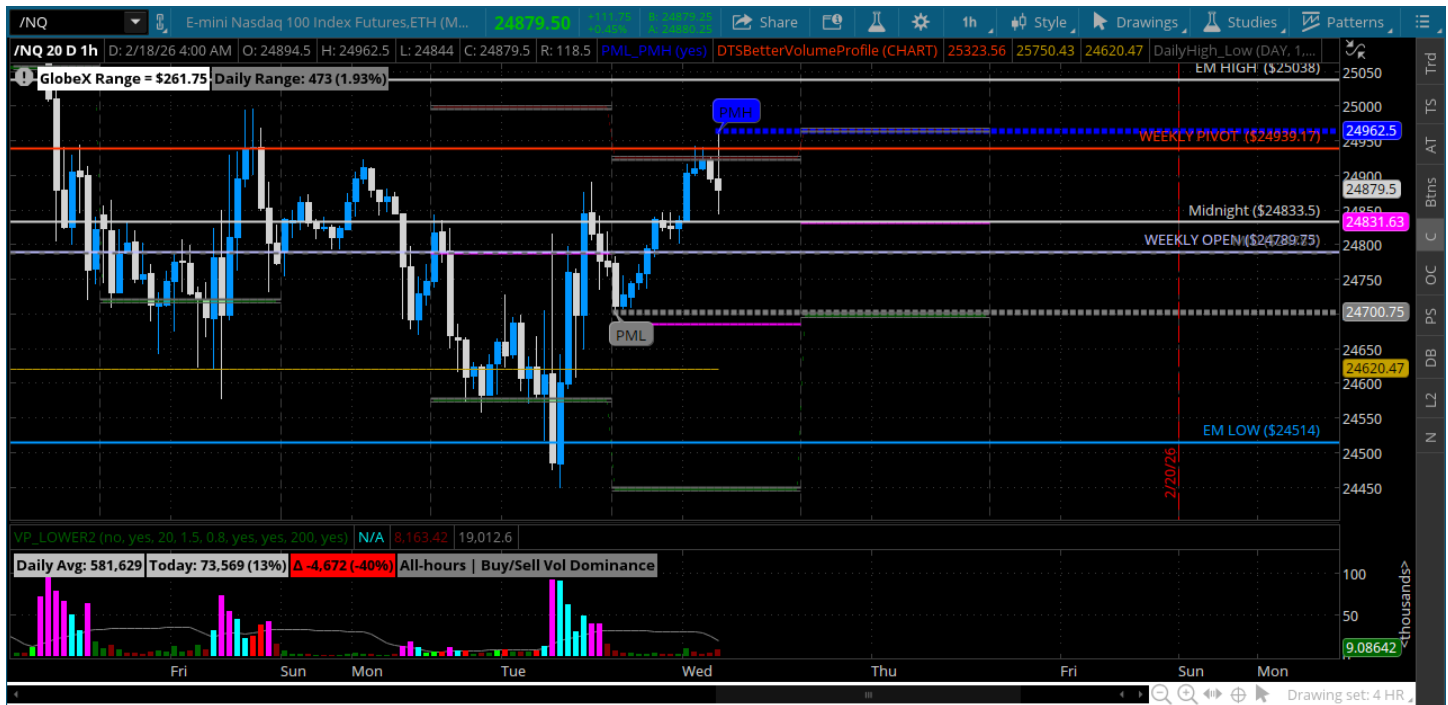 /NQ E-mini Nasdaq 100 Index Futures,ETH (M... 24879.50 +111.75 +0.45% B: 24879.25 A: 24880.25 Share 1h Style Drawings Studies Patterns
/NQ 20 D 1h D: 2/18/26 4:00 AM O: 24894.5 H: 24962.5 L: 24844 C: 24879.5 R: 118.5 PML_PMH (yes) DTSBetterVolumeProfile (CHART) 25323.56 25750.43 24620.47 DailyHigh_Low (DAY, 1,...
GlobeX Range = $261.75 Daily Range: 473 (1.93%)
EM HIGH ($25038)
25050
25000
PMH
24962.5
WEEKLY PIVOT ($24939.17)
24950
24900
24879.5
Midnight ($24833.5)
24831.63
WEEKLY OPEN ($24789.75)
24800
24750
24700.75
PML
24650
24620.47
24600
24550
EM LOW ($24514)
24500
24450
2/20/26
VP_LOWER2 (no, yes, 20, 1.5, 0.8, yes, yes, 200, yes) N/A 8,163.42 19,012.6
Daily Avg: 581,629 Today: 73,569 (13%) Δ -4,672 (-40%) All-hours | Buy/Sell Vol Dominance
100
50
9.08642
<thousands>
Fri Sun Mon Tue Wed Thu Fri Sun Mon
Drawing set: 4 HR
Trd
TS
AT
Btns
C
OC
PS
DB
L2
N